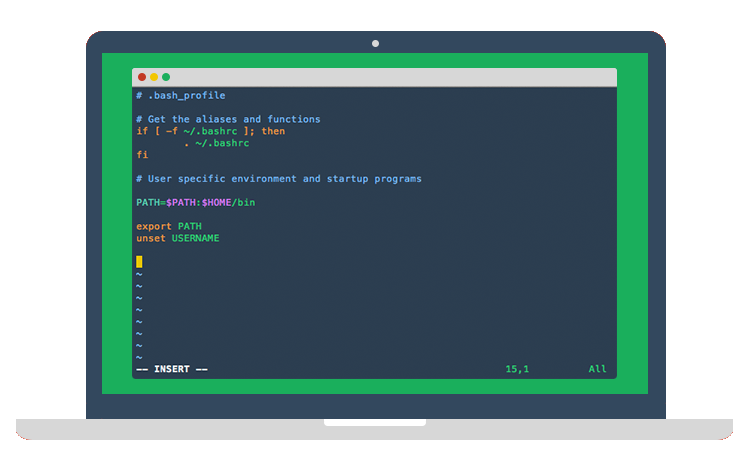 # .bash_profile
# Get the aliases and functions
if [ -f ~/.bashrc ]; then
        . ~/.bashrc
fi
# User specific environment and startup programs
PATH=$PATH:$HOME/bin
export PATH
unset USERNAME
~
~
~
~
~
~
~
~
-- INSERT -- 15,1 All